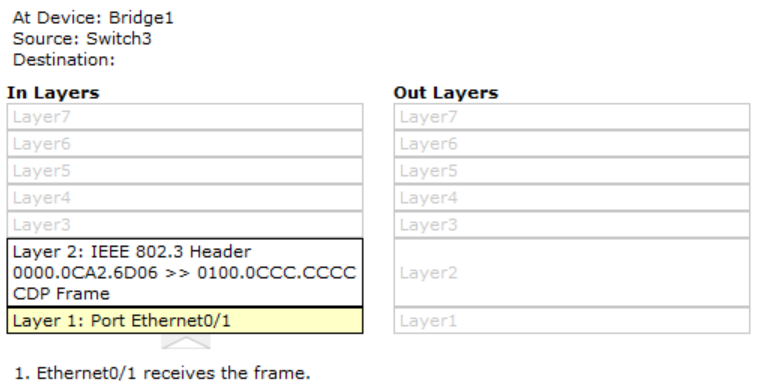 At Device: Bridge1
Source: Switch3
Destination:
In Layers
Layer7
Layer6
Layer5
Layer4
Layer3
Layer 2: IEEE 802.3 Header
0000.0CA2.6D06 >> 0100.0CCC.CCCC
CDP Frame
Layer 1: Port Ethernet0/1
Out Layers
Layer7
Layer6
Layer5
Layer4
Layer3
Layer2
Layer1
1. Ethernet0/1 receives the frame.